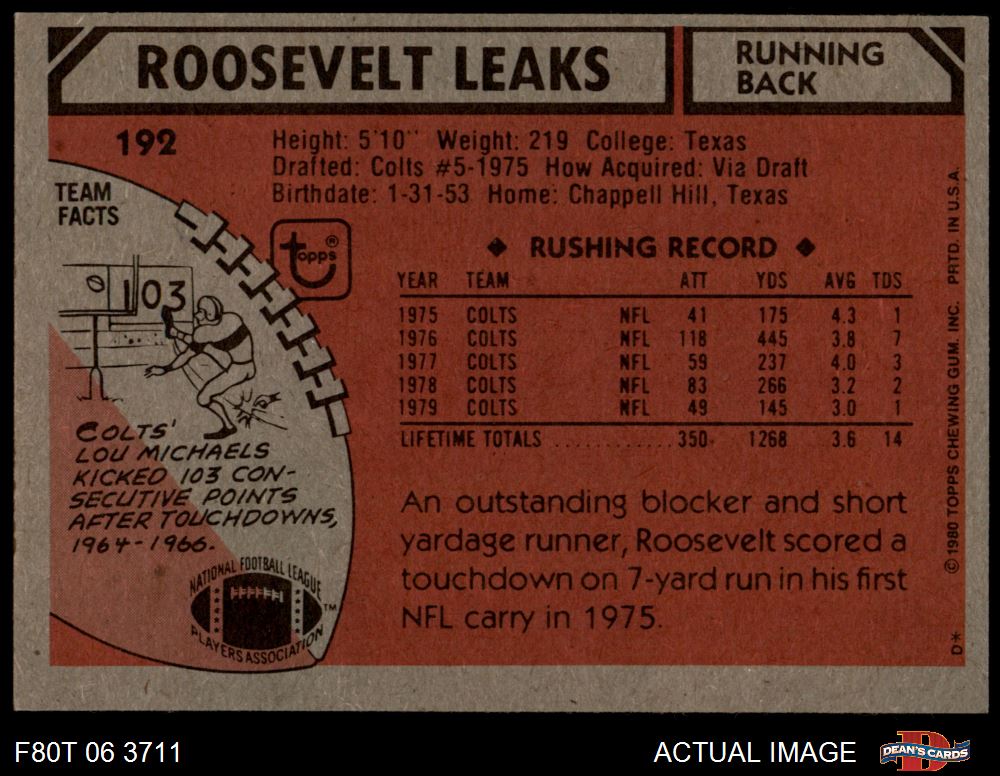 ROOSEVELT LEAKS
RUNNING
BACK
192
Height: 5'10" Weight: 219 College: Texas
Drafted: Colts #5-1975 How Acquired: Via Draft
Birthdate: 1-31-53 Home: Chappell Hill, Texas
TEAM
FACTS
topps®
103
COLTS'
LOU MICHAELS
KICKED 103 CON-
SECUTIVE POINTS
AFTER TOUCHDOWNS,
1964-1966.
NATIONAL FOOTBALL LEAGUE
PLAYERS ASSOCIATION
TM
◆ RUSHING RECORD ◆
YEAR TEAM ATT YDS AVG TDS
1975 COLTS NFL 41 175 4.3 1
1976 COLTS NFL 118 445 3.8 7
1977 COLTS NFL 59 237 4.0 3
1978 COLTS NFL 83 266 3.2 2
1979 COLTS NFL 49 145 3.0 1
LIFETIME TOTALS ............350 1268 3.6 14
An outstanding blocker and short
yardage runner, Roosevelt scored a
touchdown on 7-yard run in his first
NFL carry in 1975.
©1980 TOPPS CHEWING GUM, INC. PRTD. IN U.S.A.
D*
F80T 06 3711
ACTUAL IMAGE
DEAN'S CARDS